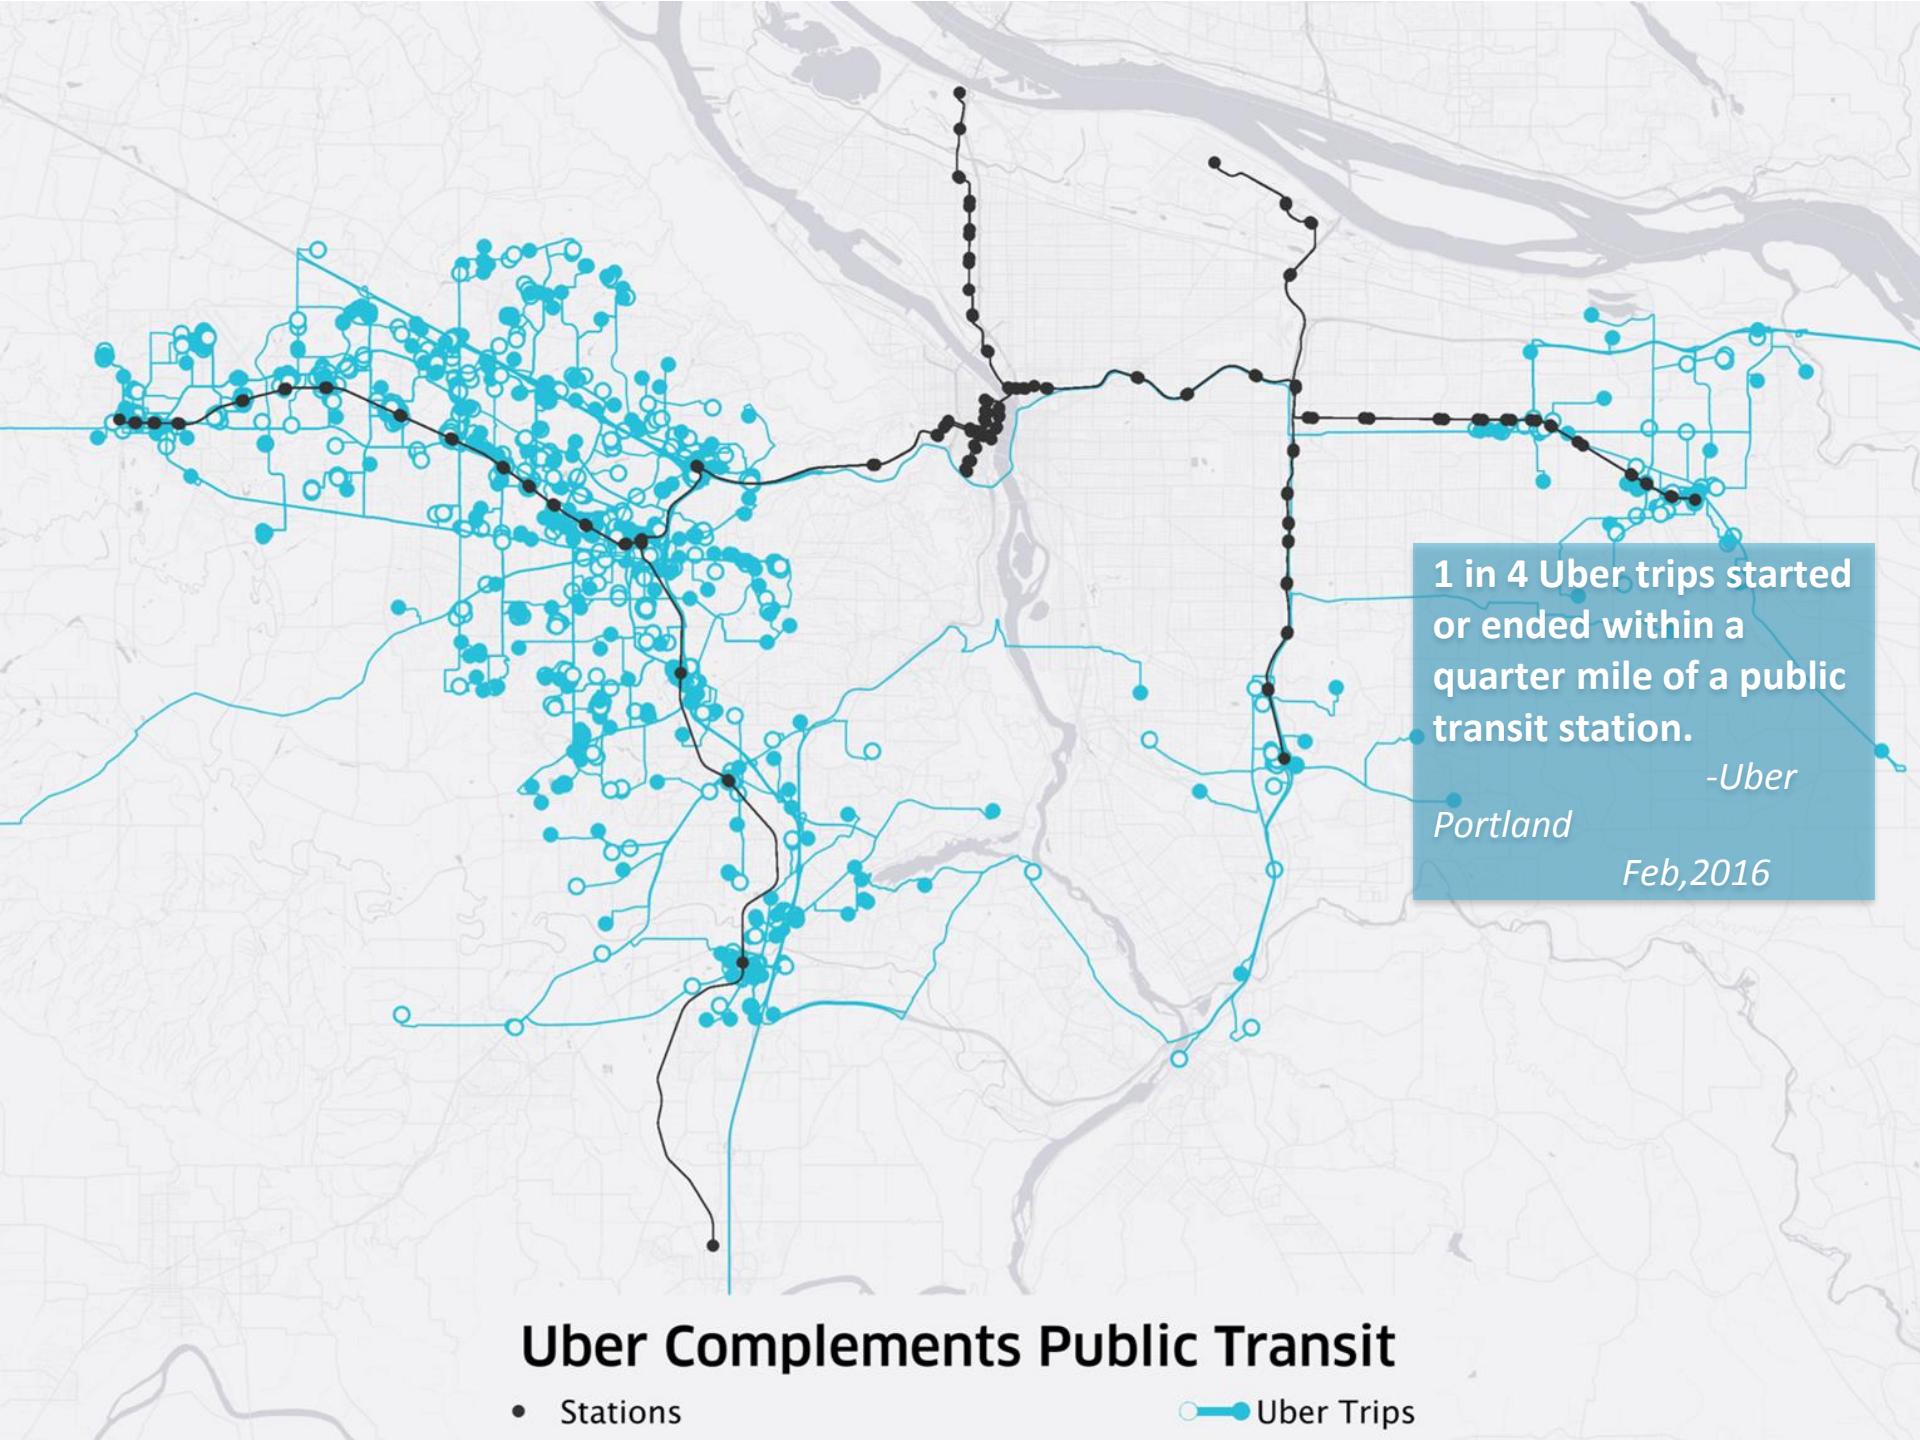 1 in 4 Uber trips started
or ended within a
quarter mile of a public
transit station.
-Uber
Portland
Feb,2016
Uber Complements Public Transit
Stations
Uber Trips